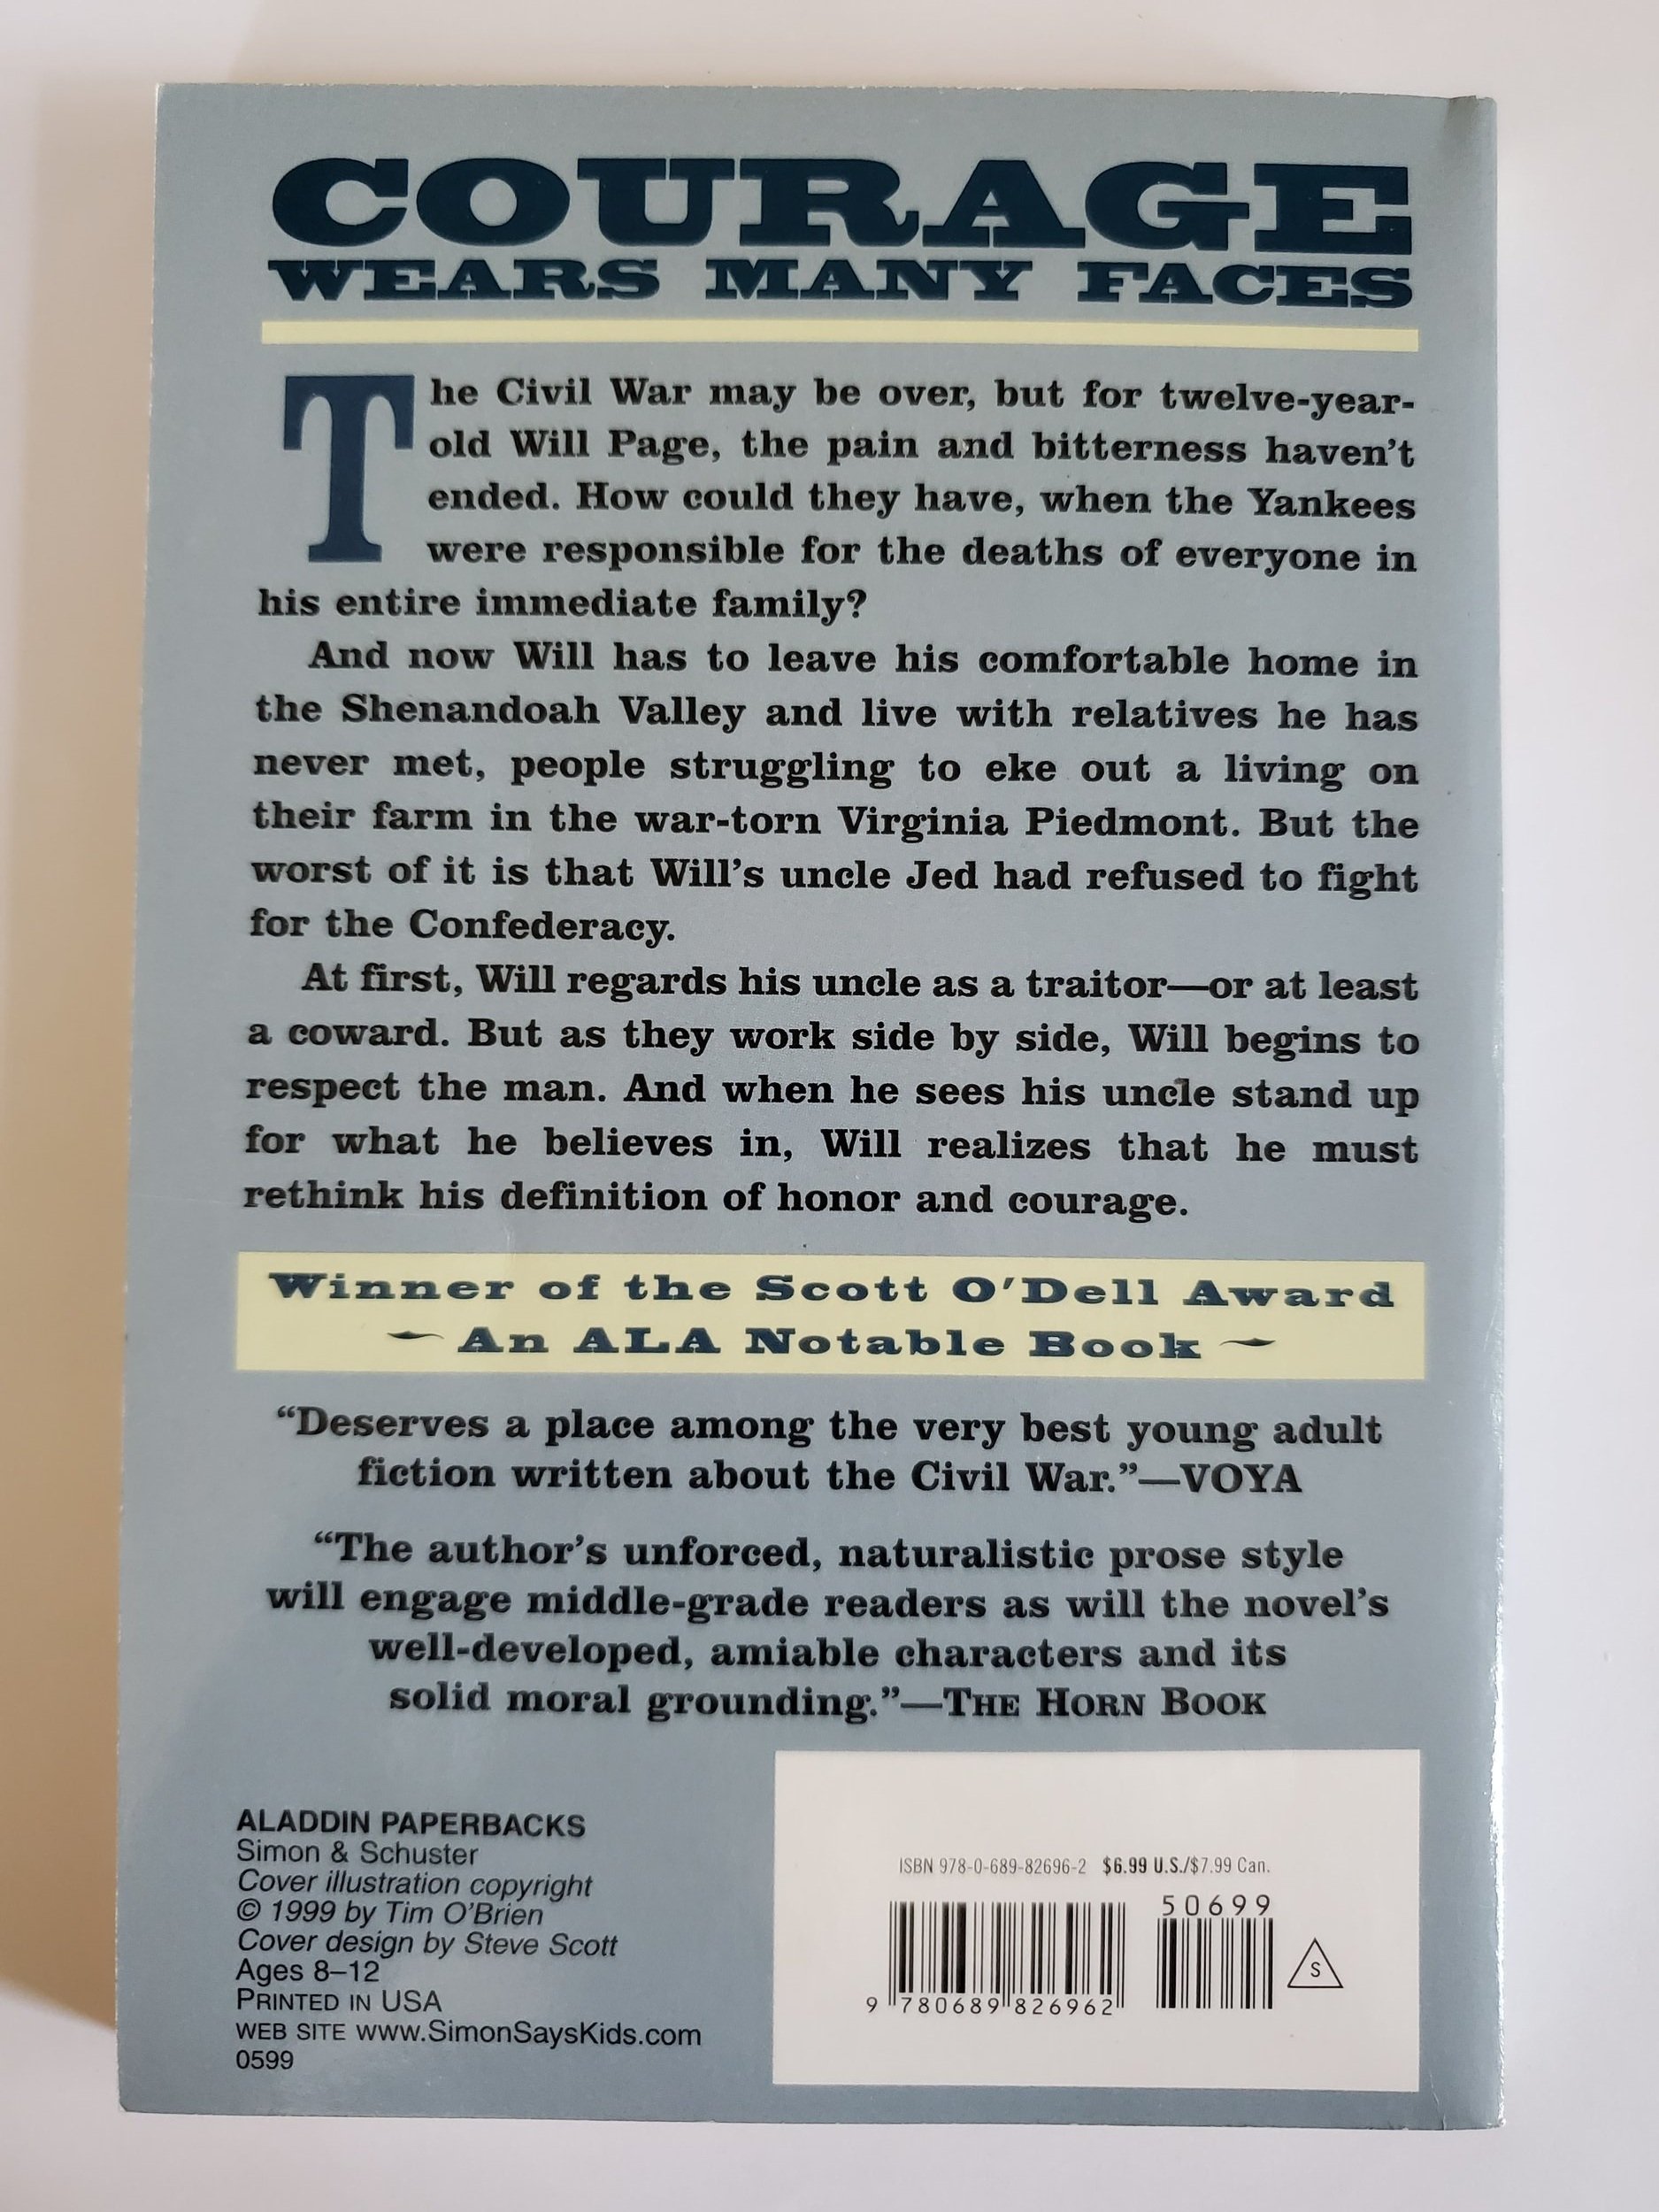 COURAGE
WEARS MANY FACES
The Civil War may be over, but for twelve-year-
old Will Page, the pain and bitterness haven't
ended. How could they have, when the Yankees
were responsible for the deaths of everyone in
his entire immediate family?
And now Will has to leave his comfortable home in
the Shenandoah Valley and live with relatives he has
never met, people struggling to eke out a living on
their farm in the war-torn Virginia Piedmont. But the
worst of it is that Will's uncle Jed had refused to fight
for the Confederacy.
At first, Will regards his uncle as a traitor—or at least
a coward. But as they work side by side, Will begins to
respect the man. And when he sees his uncle stand up
for what he believes in, Will realizes that he must
rethink his definition of honor and courage.
Winner of the Scott O'Dell Award
An ALA Notable Book
“Deserves a place among the very best young adult
fiction written about the Civil War.”—VOYA
“The author's unforced, naturalistic prose style
will engage middle-grade readers as will the novel's
well-developed, amiable characters and its
solid moral grounding.”—THE HORN BOOK
ALADDIN PAPERBACKS
Simon & Schuster
Cover illustration copyright
© 1999 by Tim O'Brien
Cover design by Steve Scott
Ages 8–12
PRINTED IN USA
WEB SITE www.SimonSaysKids.com
0599
ISBN 978-0-689-82696-2 $6.99 U.S./$7.99 Can.
50699
9 780689 826962
S